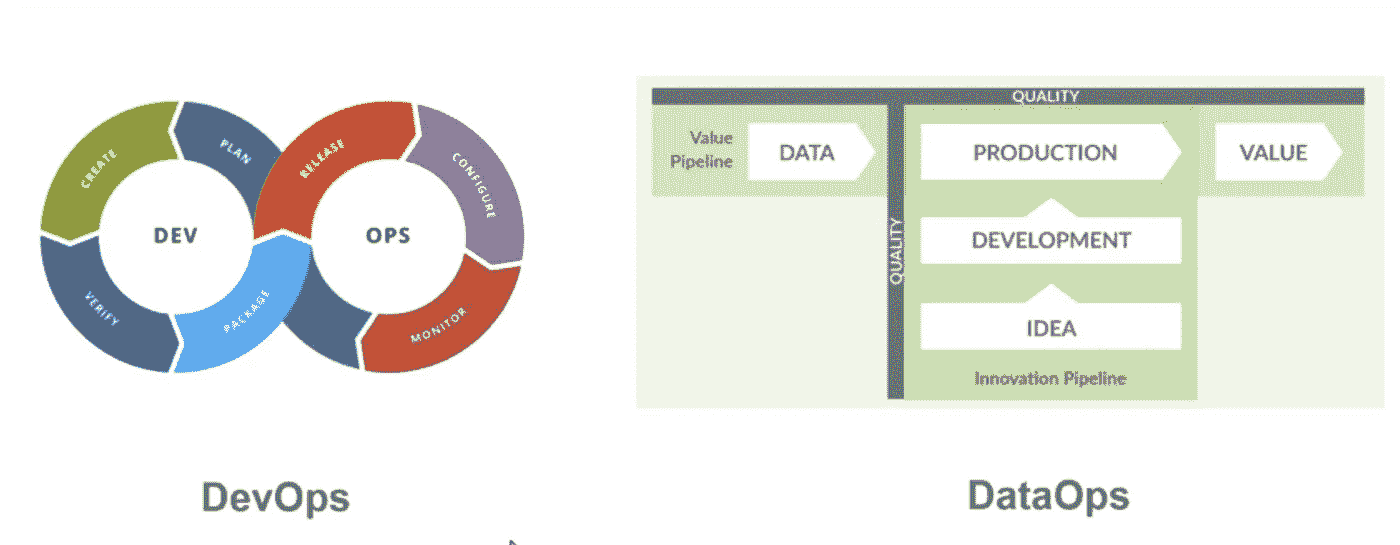 CREATE
PLAN
DEV
VERIFY
PACKAGE
RELEASE
CONFIGURE
OPS
MONITOR
DevOps
QUALITY
Value
Pipeline
DATA
PRODUCTION
VALUE
QUALITY
DEVELOPMENT
IDEA
Innovation Pipeline
DataOps